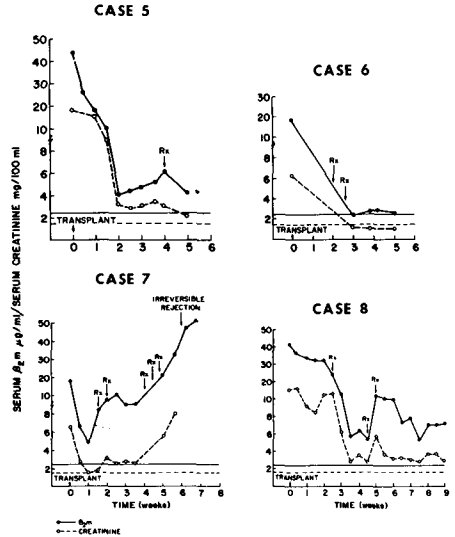 CASE 5
50
40
30
20
10
8
6
4
2
Rx
TRANSPLANT
0 1 2 3 4 5 6
CASE 6
30
20
10
8
6
4
2
Rx
Rx
TRANSPLANT
0 1 2 3 4 5 6
SERUM β2m μg/ml/SERUM CREATININE mg/100 ml
CASE 7
IRREVERSIBLE
REJECTION
50
40
30
20
10
8
6
4
2
Rx
Rx
Rx
Rx
Rx
TRANSPLANT
0 1 2 3 4 5 6 7 8
TIME (weeks)
CASE 8
50
40
30
20
10
8
6
4
2
Rx
Rx
TRANSPLANT
0 1 2 3 4 5 6 7 8 9
TIME (weeks)
β2m
CREATININE